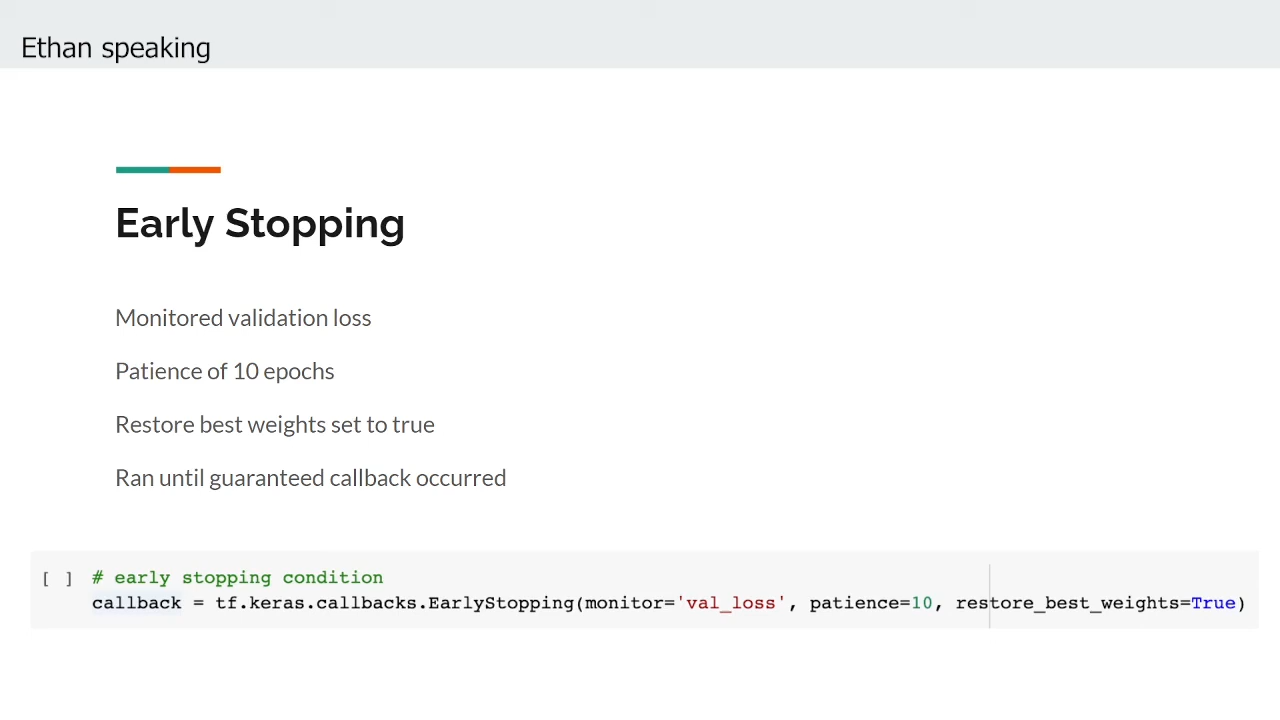 Ethan speaking
Early Stopping
Monitored validation loss
Patience of 10 epochs
Restore best weights set to true
Ran until guaranteed callback occurred
[ ] # early stopping condition
callback = tf.keras.callbacks.EarlyStopping(monitor='val_loss', patience=10, restore_best_weights=True)